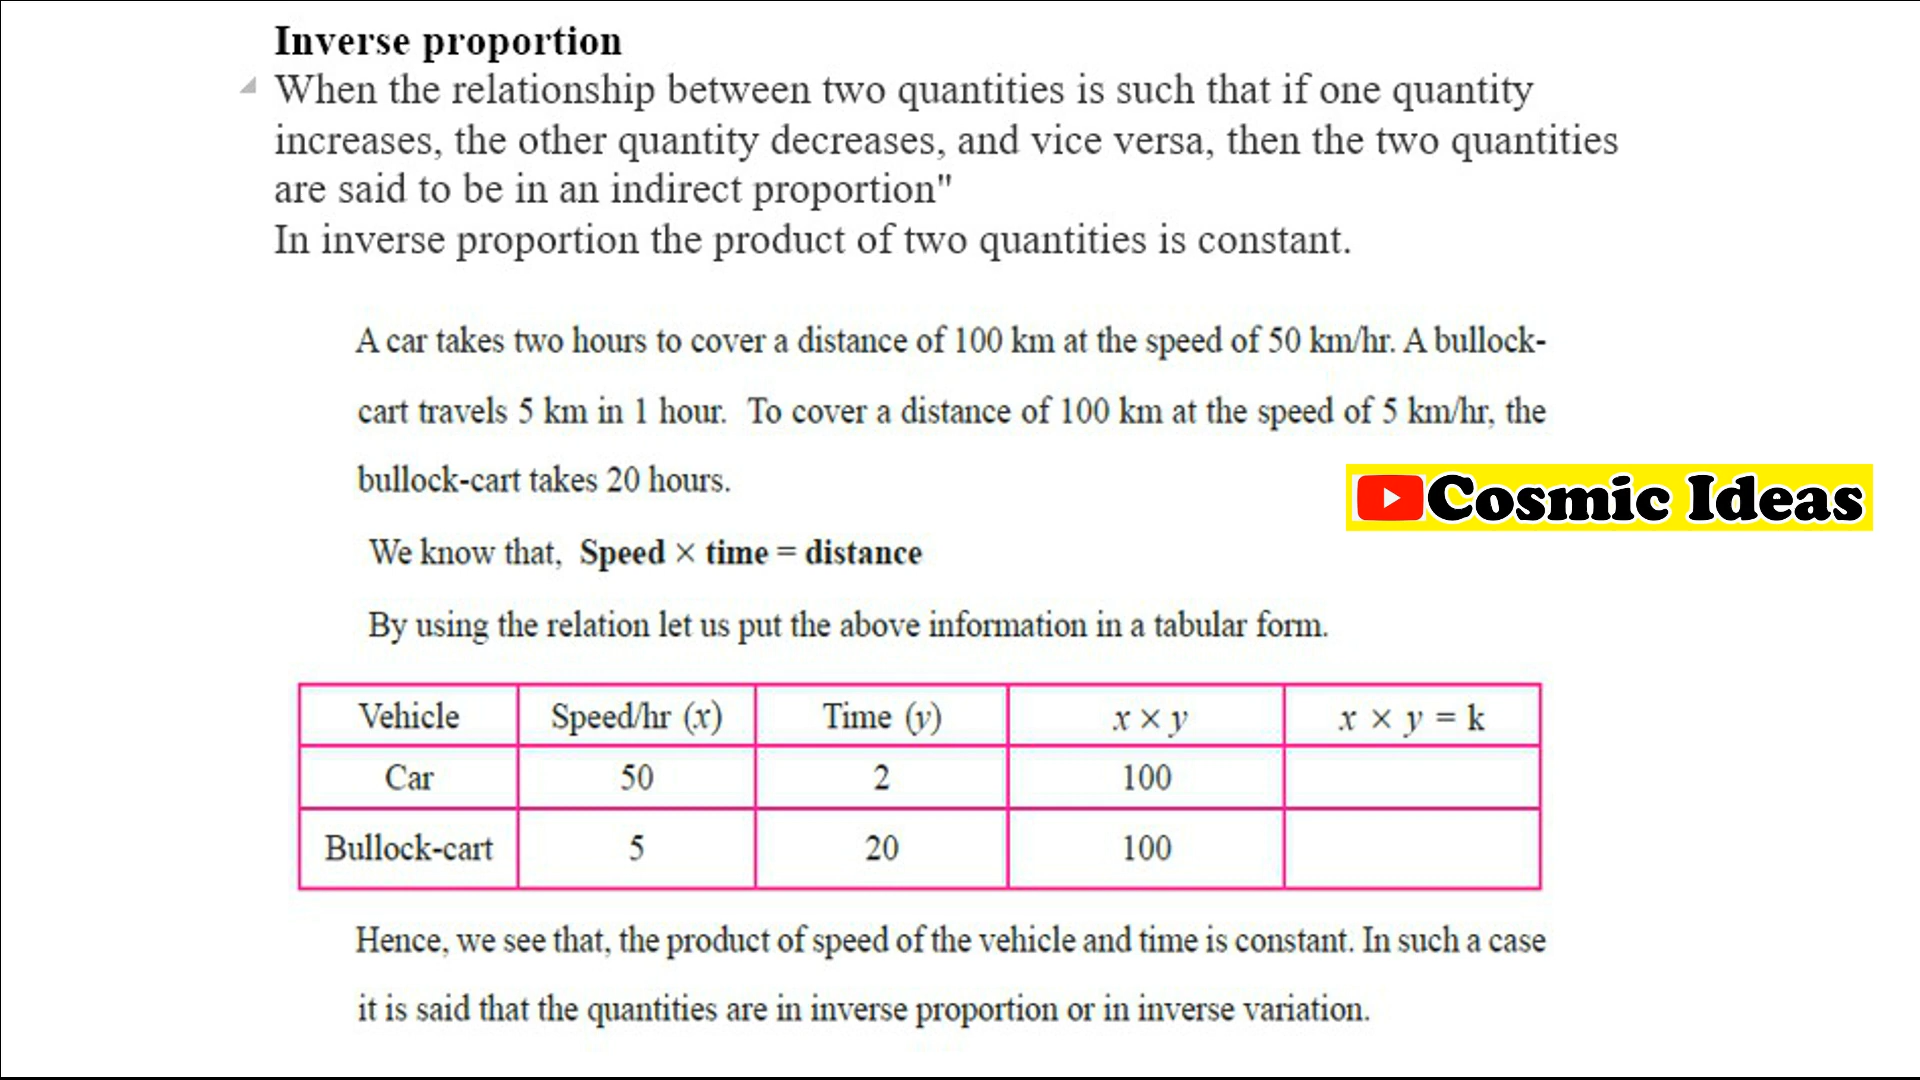 Inverse proportion
When the relationship between two quantities is such that if one quantity
increases, the other quantity decreases, and vice versa, then the two quantities
are said to be in an indirect proportion"
In inverse proportion the product of two quantities is constant.
A car takes two hours to cover a distance of 100 km at the speed of 50 km/hr. A bullock-
cart travels 5 km in 1 hour. To cover a distance of 100 km at the speed of 5 km/hr, the
bullock-cart takes 20 hours.
Cosmic Ideas
We know that, Speed × time = distance
By using the relation let us put the above information in a tabular form.
Vehicle Speed/hr (x) Time (y) x × y x × y = k
Car 50 2 100
Bullock-cart 5 20 100
Hence, we see that, the product of speed of the vehicle and time is constant. In such a case
it is said that the quantities are in inverse proportion or in inverse variation.